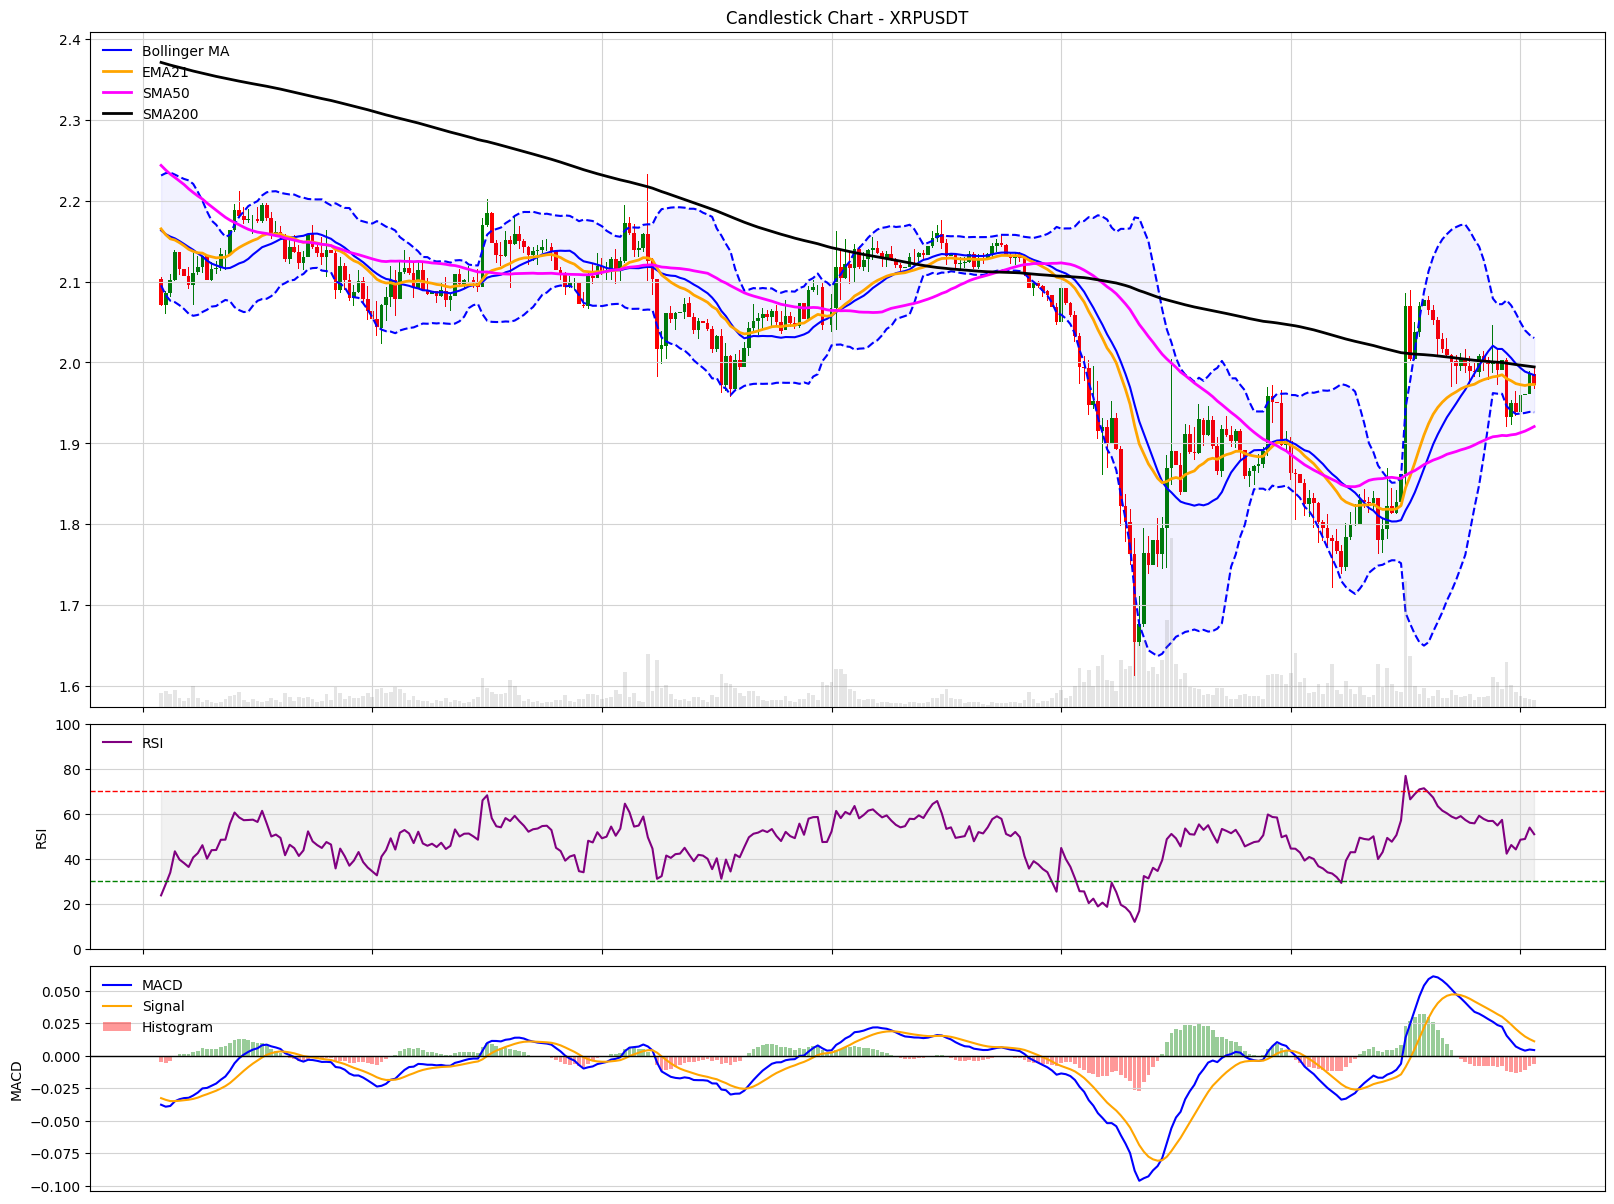 Candlestick Chart - XRPUSDT
2.4
2.3
2.2
2.1
2.0
1.9
1.8
1.7
1.6
Bollinger MA
EMA21
SMA50
SMA200
100
80
60
40
20
0
RSI
RSI
0.050
0.025
0.000
−0.025
−0.050
−0.075
−0.100
MACD
MACD
Signal
Histogram